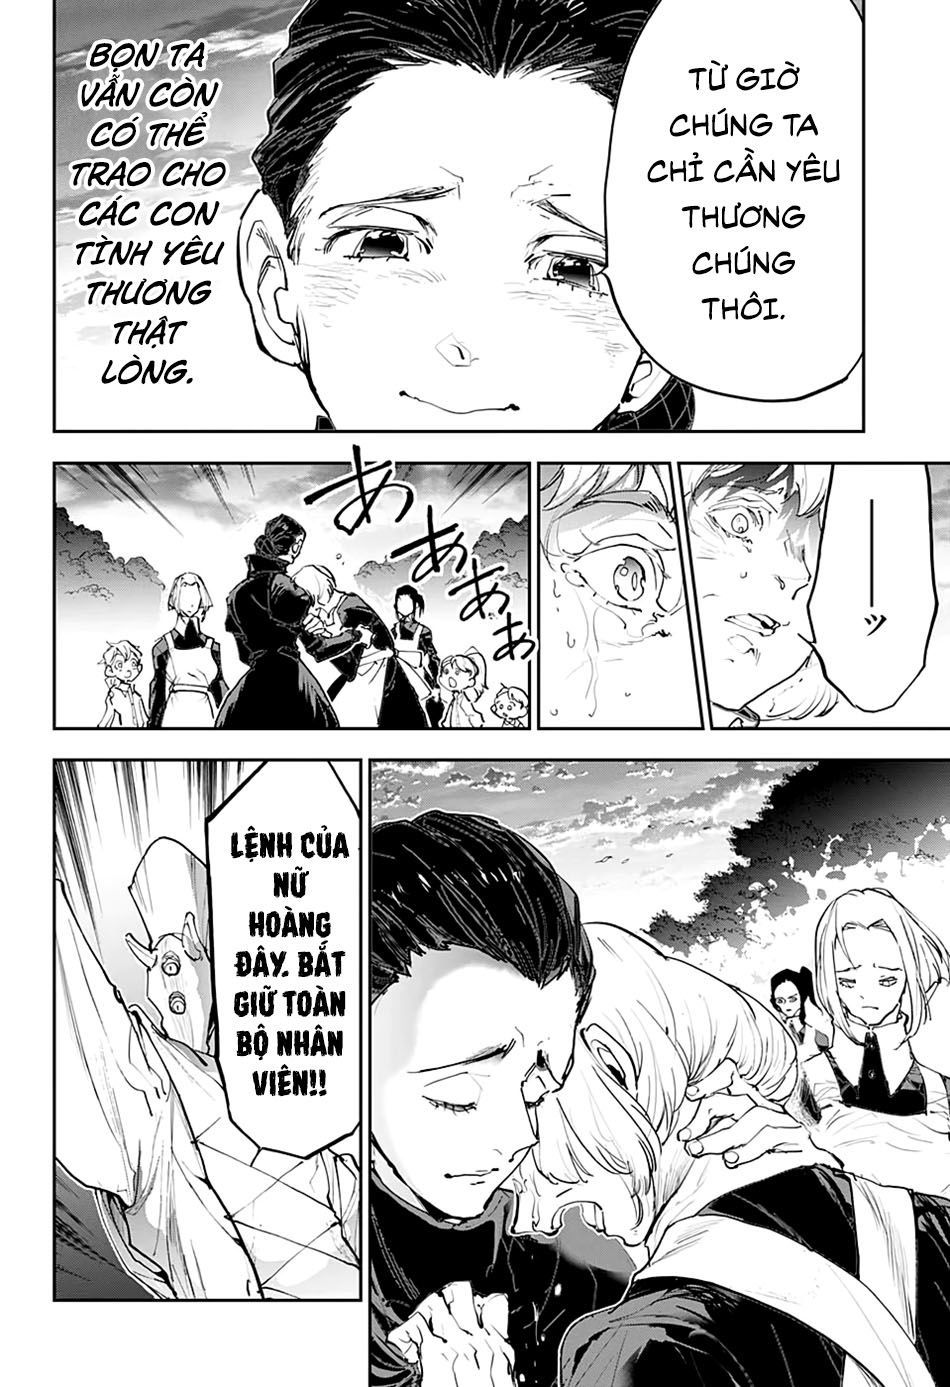 TỪ GIỜ
CHÚNG TA
CHỈ CẦN YÊU
THƯƠNG
CHÚNG
THÔI.
BỌN TA
VẪN CÒN
CÓ THỂ
TRAO CHO
CÁC CON
TÌNH YÊU
THƯƠNG
THẬT
LÒNG.
ーッ
あ
あ
あ
あ
LỆNH CỦA
NỮ
HOÀNG
ĐÂY. BẮT
GIỮ TOÀN
BỘ NHÂN
VIÊN!!